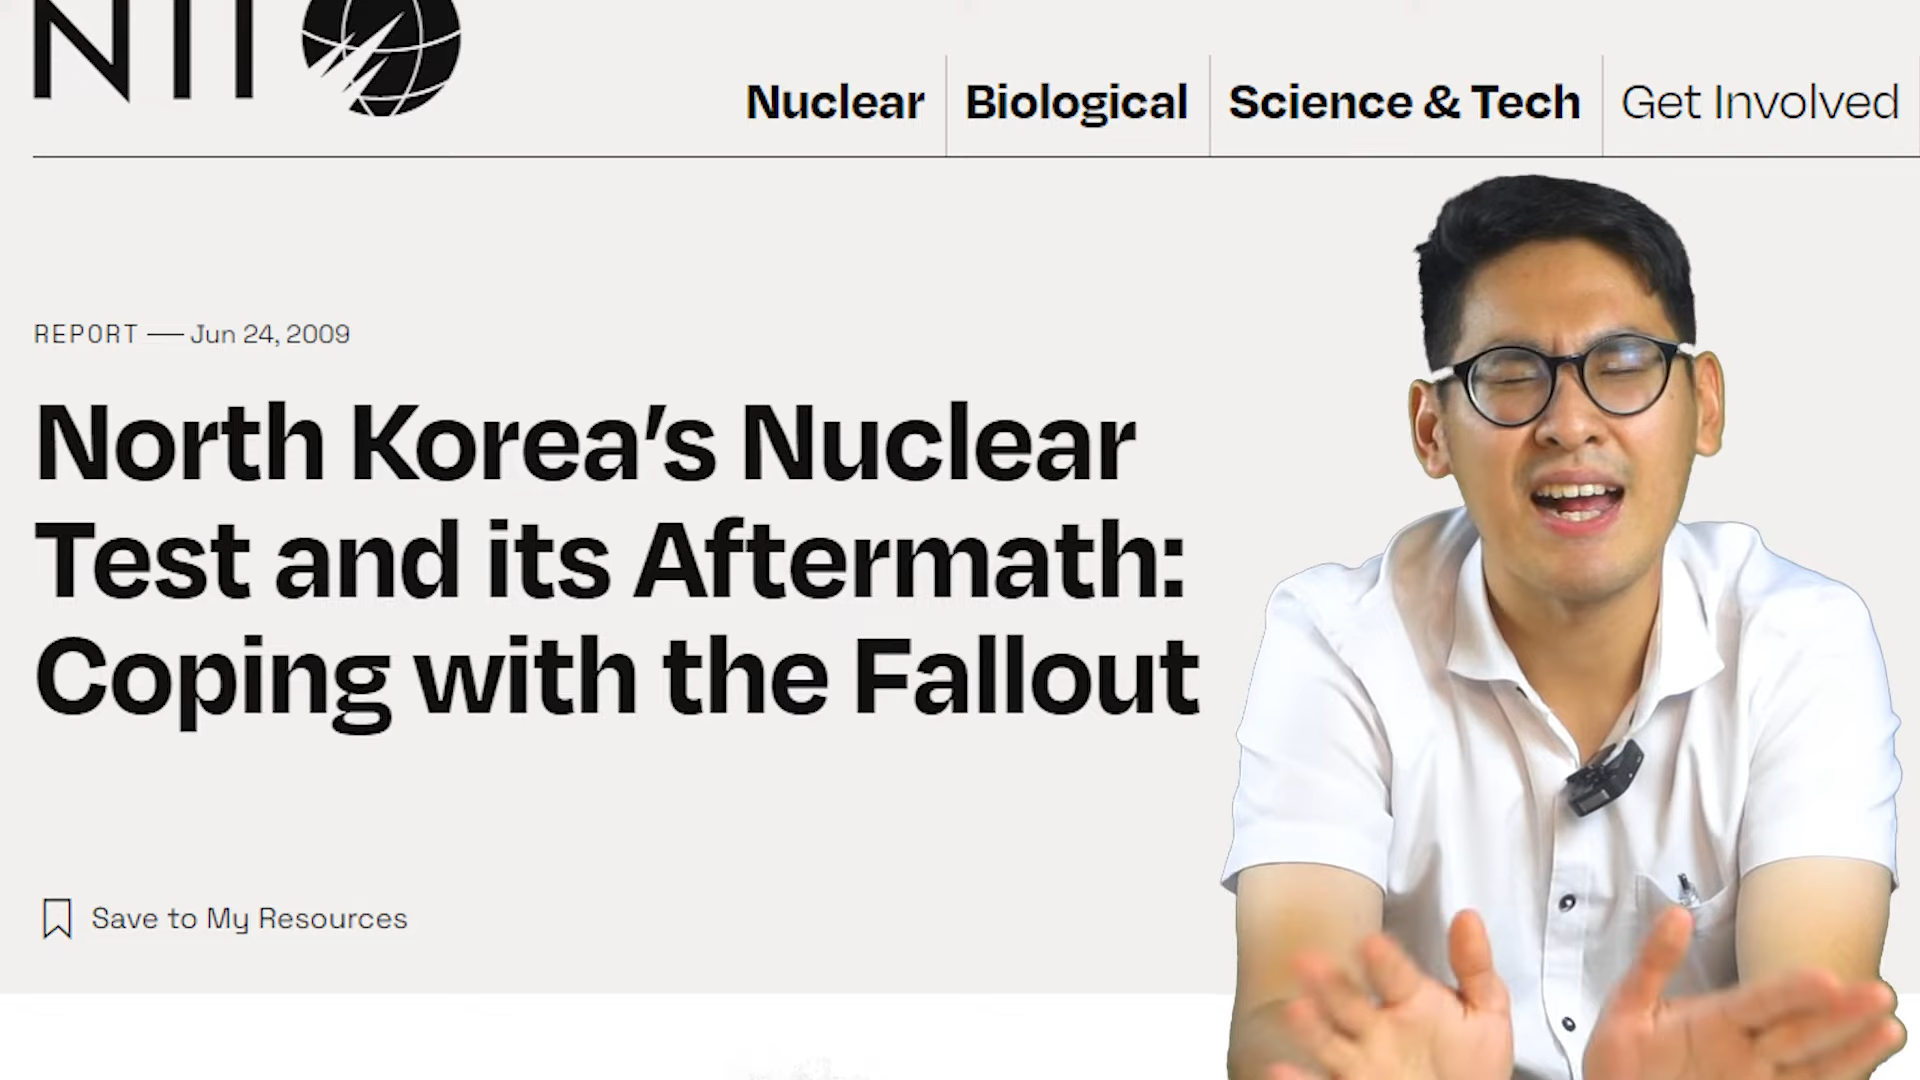 NTI
Nuclear
Biological
Science & Tech
Get Involved
REPORT — Jun 24, 2009
North Korea’s Nuclear
Test and its Aftermath:
Coping with the Fallout
Save to My Resources